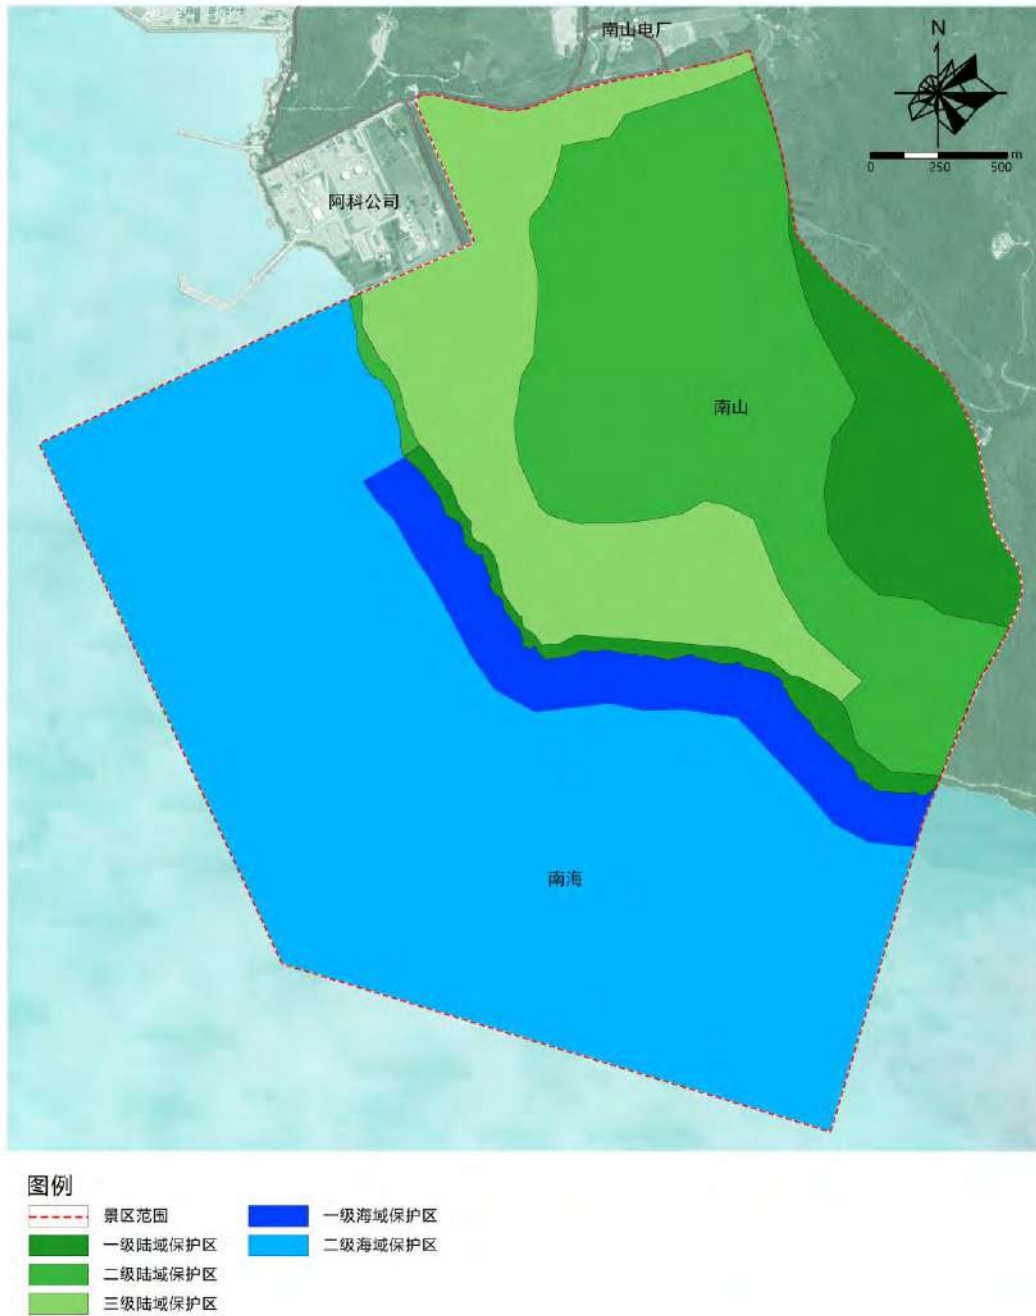 南山电厂
N
0 250 500 m
阿科公司
南山
南海
图例
景区范围
一级陆域保护区
二级陆域保护区
三级陆域保护区
一级海域保护区
二级海域保护区